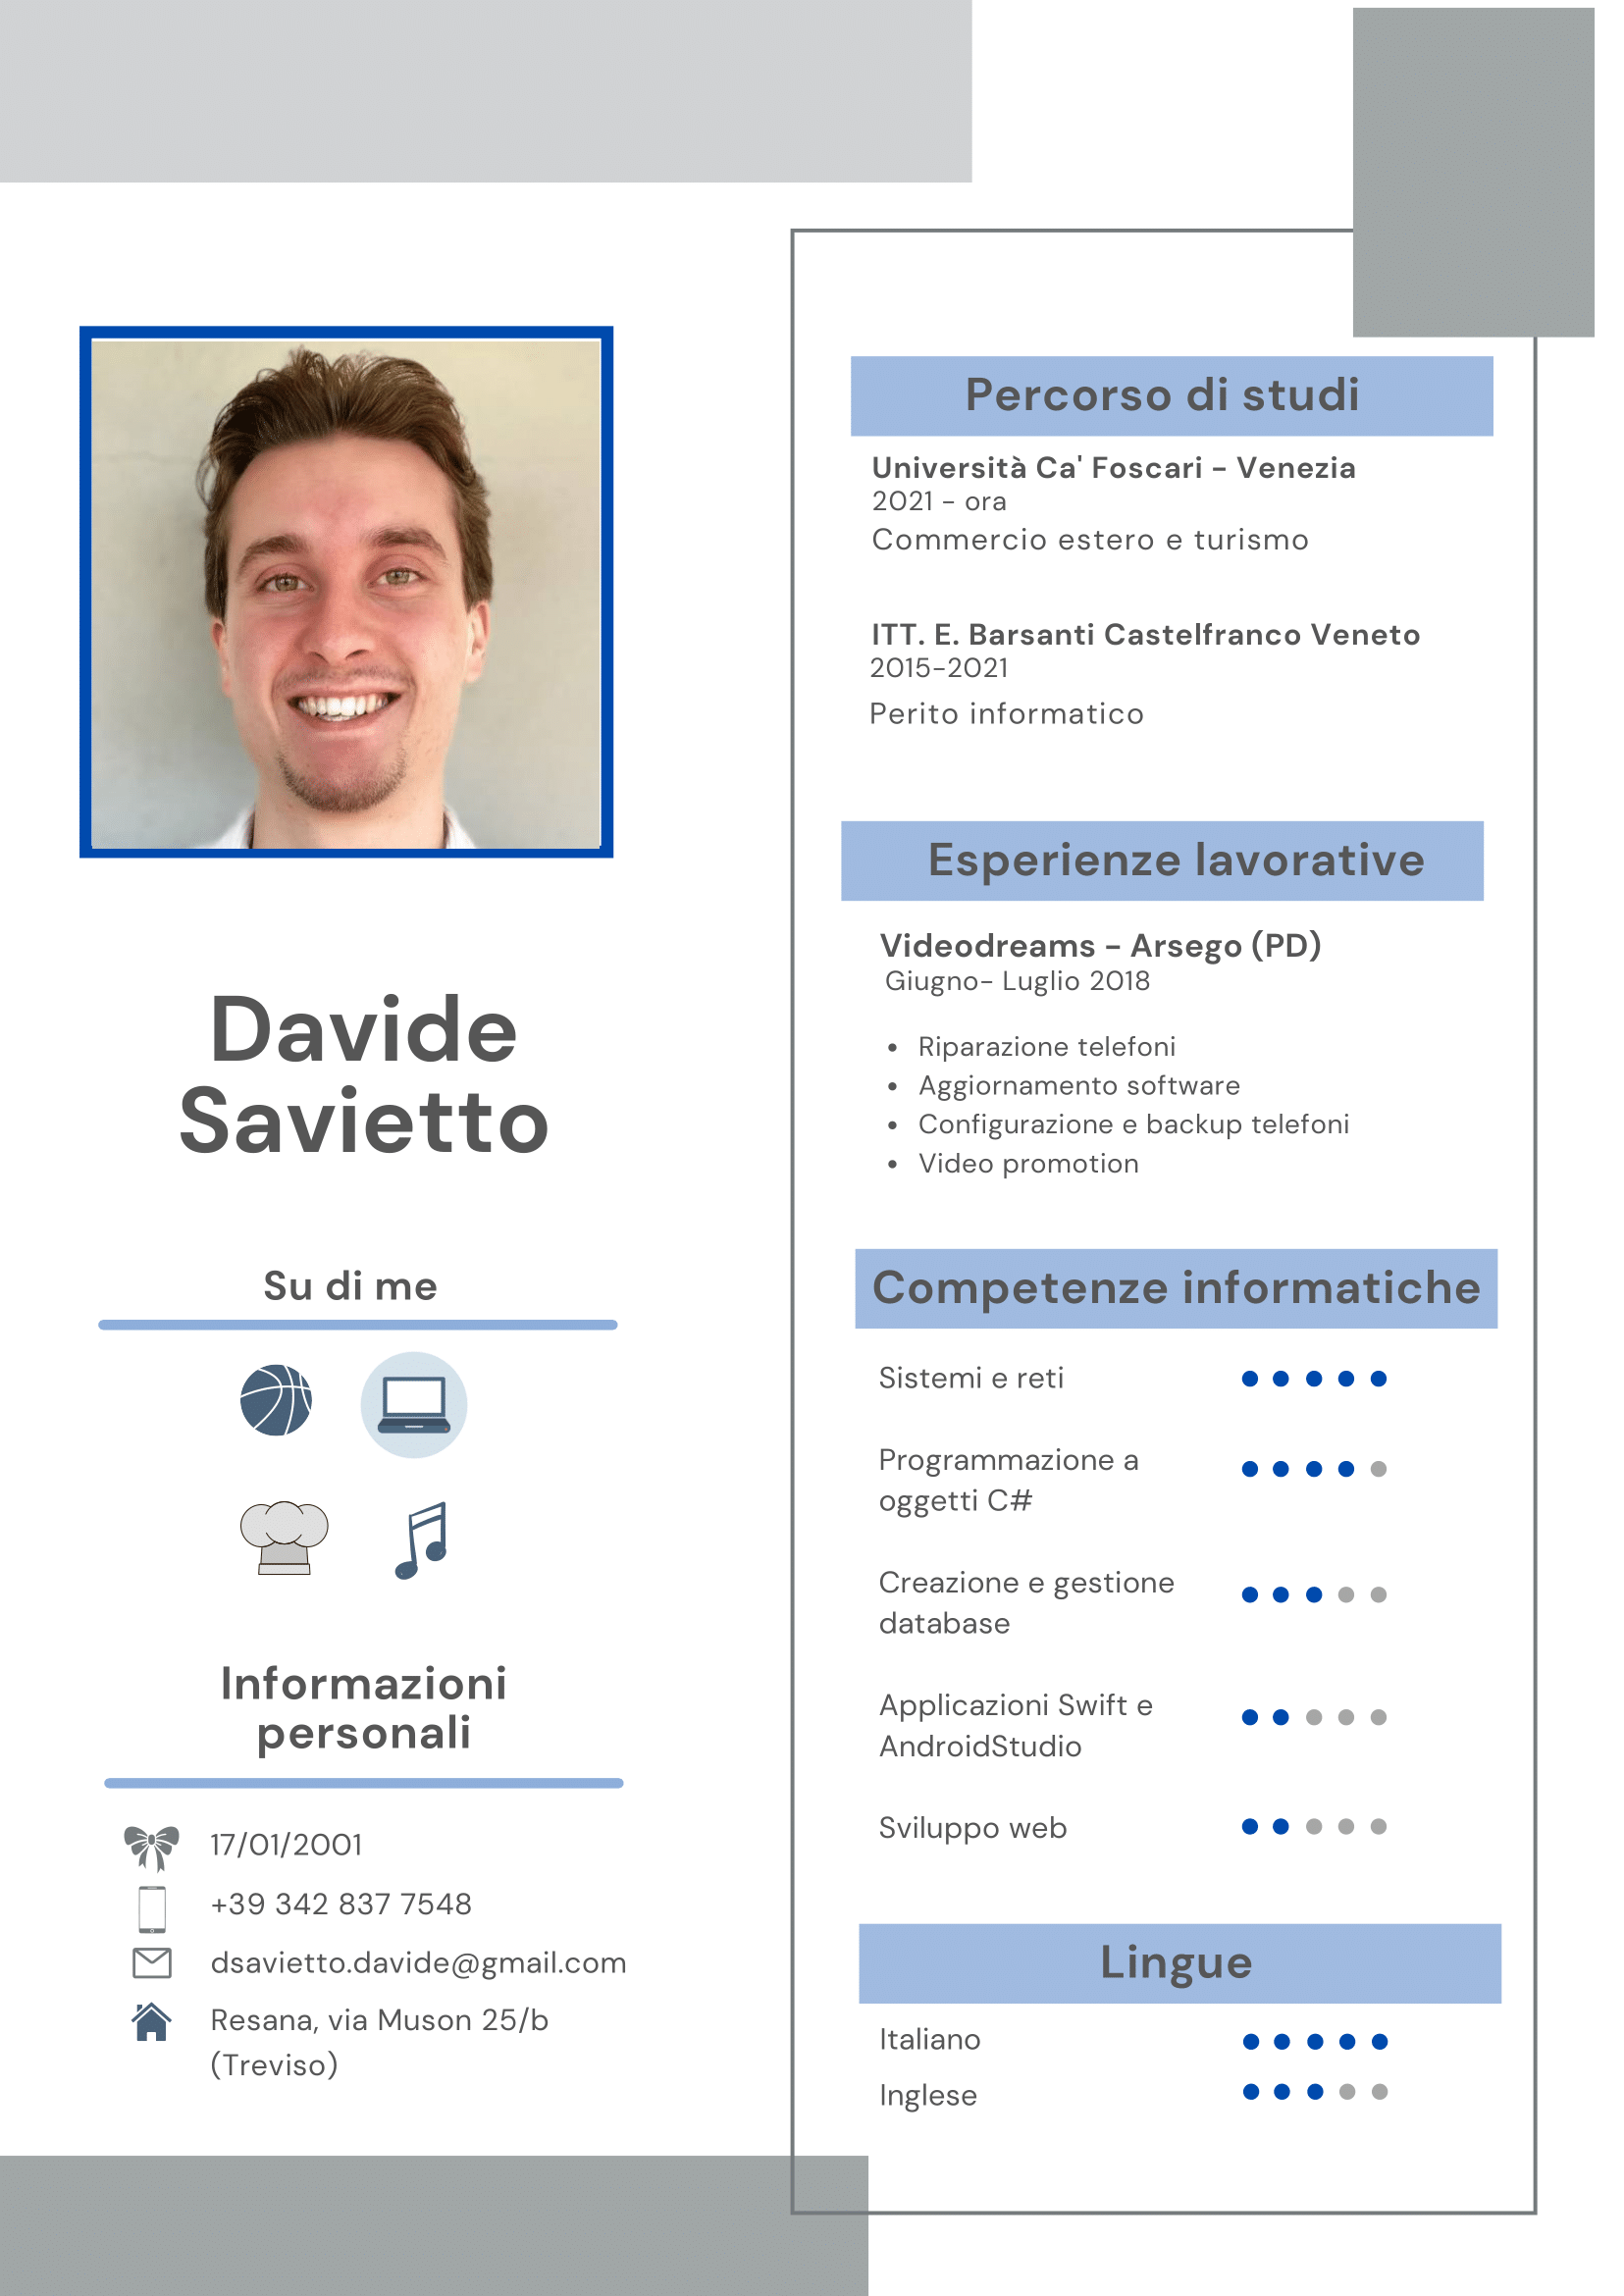 Davide
Savietto
Su di me
Informazioni
personali
17/01/2001
+39 342 837 7548
dsavietto.davide@gmail.com
Resana, via Muson 25/b
(Treviso)
Percorso di studi
Università Ca' Foscari - Venezia
2021 - ora
Commercio estero e turismo
ITT. E. Barsanti Castelfranco Veneto
2015-2021
Perito informatico
Esperienze lavorative
Videodreams - Arsego (PD)
Giugno- Luglio 2018
• Riparazione telefoni
• Aggiornamento software
• Configurazione e backup telefoni
• Video promotion
Competenze informatiche
Sistemi e reti
Programmazione a
oggetti C#
Creazione e gestione
database
Applicazioni Swift e
AndroidStudio
Sviluppo web
Lingue
Italiano
Inglese